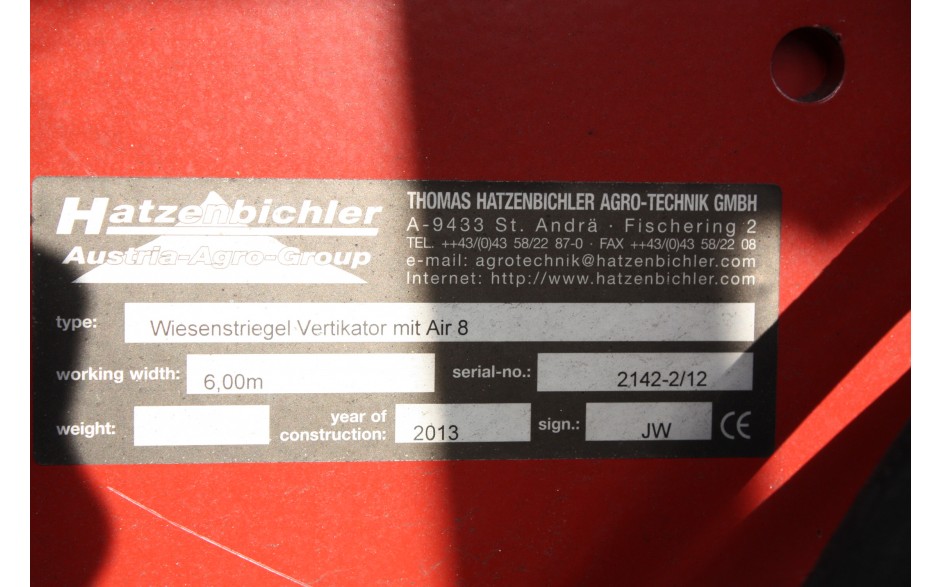 Hatzenbichler
Austria-Agro-Group
THOMAS HATZENBICHLER AGRO-TECHNIK GMBH
A-9433 St. Andrä · Fischering 2
TEL. ++43/(0)43 58/22 87-0 · FAX ++43/(0)43 58/22 08
e-mail: agrotechnik@hatzenbichler.com
Internet: http://www.hatzenbichler.com
type: Wiesenstriegel Vertikator mit Air 8
working width: 6,00m serial-no.: 2142-2/12
weight: year of construction: 2013 sign.: JW CE